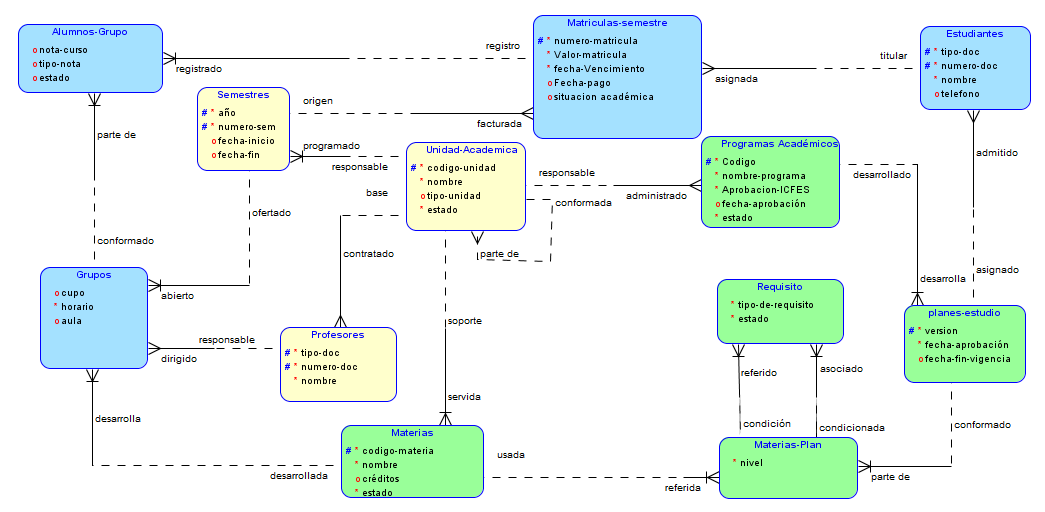 Alumnos-Grupo
o nota-curso
o tipo-nota
o estado
registrado
registro
Matriculas-semestre
# * numero-matricula
* Valor-matricula
* fecha-Vencimiento
o Fecha-pago
o situacion académica
asignada
titular
Estudiantes
# * tipo-doc
# * numero-doc
* nombre
o telefono
parte de
conformado
Semestres
# * año
# * numero-sem
o fecha-inicio
o fecha-fin
origen
facturada
programado
responsable
Unidad-Academica
# * codigo-unidad
* nombre
o tipo-unidad
* estado
responsable
administrado
conformada
parte de
Programas Académicos
# * Codigo
* nombre-programa
* Aprobacion-ICFES
o fecha-aprobación
* estado
desarrollado
desarrolla
admitido
asignado
ofertado
abierto
base
contratado
Grupos
o cupo
* horario
o aula
responsable
dirigido
Profesores
# * tipo-doc
# * numero-doc
* nombre
soporte
servida
Requisito
* tipo-de-requisito
* estado
referido
condición
asociado
condicionada
planes-estudio
# * version
* fecha-aprobación
o fecha-fin-vigencia
conformado
parte de
desarrolla
desarrollada
Materias
# * codigo-materia
* nombre
o créditos
* estado
usada
referida
Materias-Plan
* nivel